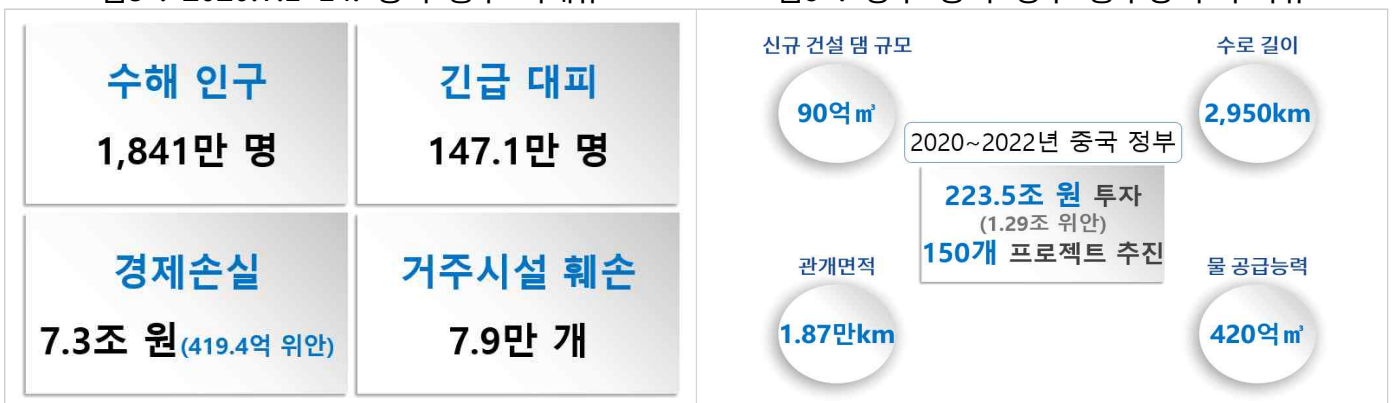 수해 인구
1,841만 명
긴급 대피
147.1만 명
경제손실
7.3조 원(419.4억 위안)
거주시설 훼손
7.9만 개
신규 건설 댐 규모
90억㎥
수로 길이
2,950km
2020~2022년 중국 정부
223.5조 원 투자
(1.29조 위안)
150개 프로젝트 추진
관개면적
1.87만km
물 공급능력
420억㎥